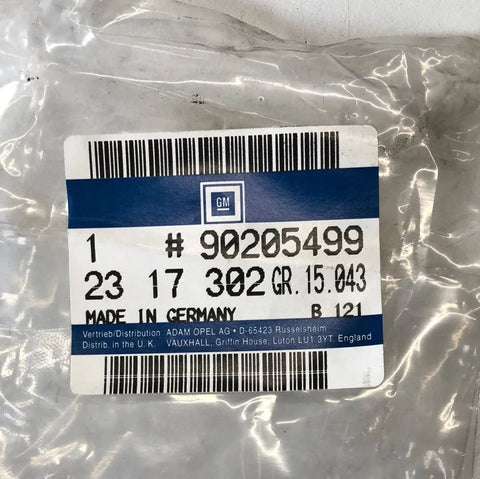 GM
1 # 90205499
23 17 302 GR.15.043
MADE IN GERMANY B 121
Vertrieb/Distribution: ADAM OPEL AG • D-65423 Rüsselsheim
Distrib. in the U.K. VAUXHALL, Griffin House, Luton LU1 3YT. England